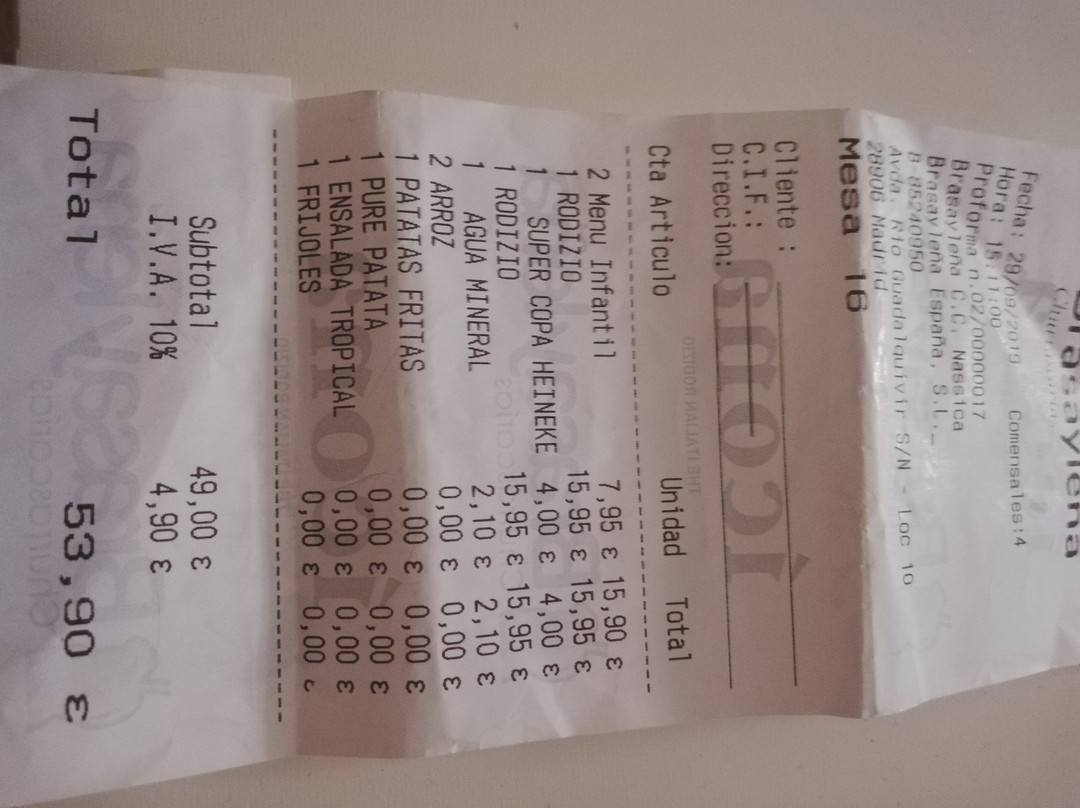 Brasayleña
Fecha: 29/09/2019 Comensales:4
Hora: 15:11:00
Proforma n.02/00000017
Brasayleña C.C. Nassica
Brasayleña España, S.L._
B-85240950
Avda. Río Guadalquivir S/N - Loc 10
28906 Madrid
Mesa 16
Cliente :
C.I.F.:
Direccion:
Cta Articulo Unidad Total
2 Menu Infantil 7,95 € 15,90 €
1 RODIZIO 15,95 € 15,95 €
1 SUPER COPA HEINEKE 4,00 € 4,00 €
1 RODIZIO 15,95 € 15,95 €
1 AGUA MINERAL 2,10 € 2,10 €
2 ARROZ 0,00 € 0,00 €
1 PATATAS FRITAS 0,00 € 0,00 €
1 PURE PATATA 0,00 € 0,00 €
1 ENSALADA TROPICAL 0,00 € 0,00 €
1 FRIJOLES 0,00 € 0,00 €
Subtotal 49,00 €
I.V.A. 10% 4,90 €
Total 53,90 €